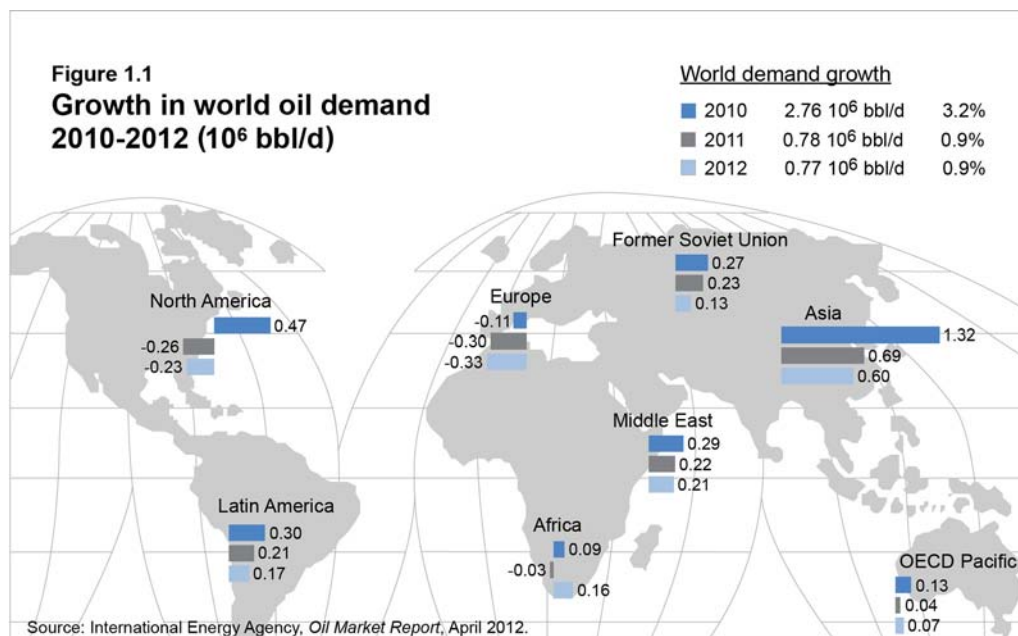 Figure 1.1
Growth in world oil demand
2010-2012 (10⁶ bbl/d)
World demand growth
2010 2.76 10⁶ bbl/d 3.2%
2011 0.78 10⁶ bbl/d 0.9%
2012 0.77 10⁶ bbl/d 0.9%
North America
0.47
-0.26
-0.23
Europe
-0.11
-0.30
-0.33
Former Soviet Union
0.27
0.23
0.13
Asia
1.32
0.69
0.60
Middle East
0.29
0.22
0.21
Latin America
0.30
0.21
0.17
Africa
0.09
-0.03
0.16
OECD Pacific
0.13
0.04
0.07
Source: International Energy Agency, Oil Market Report, April 2012.